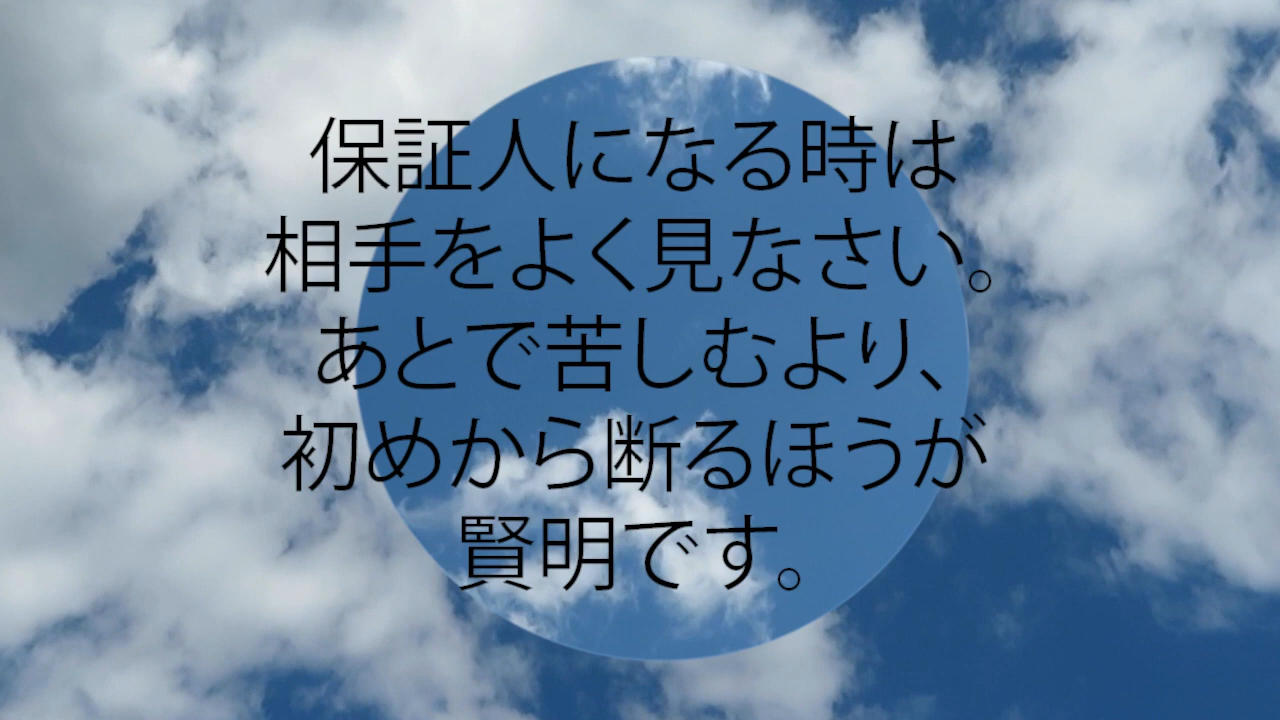 保証人になる時は
相手をよく見なさい。
あとで苦しむより、
初めから断るほうが
賢明です。